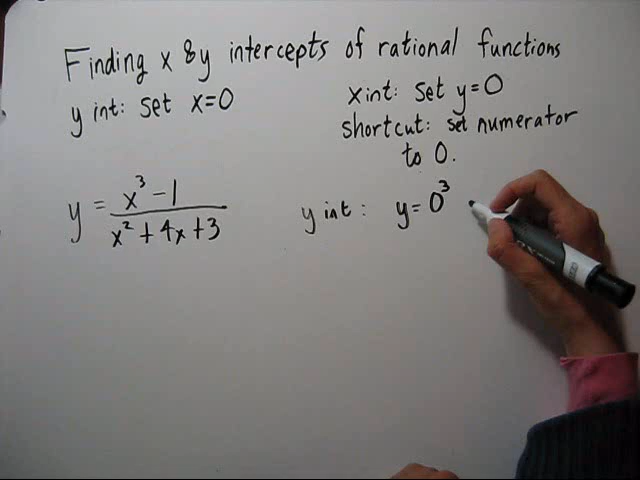 Finding x & y intercepts of rational functions
y int: set x=0
x int: set y=0
shortcut: set numerator
to 0.
y = x³ - 1 / x² + 4x + 3
y int: y = 0³